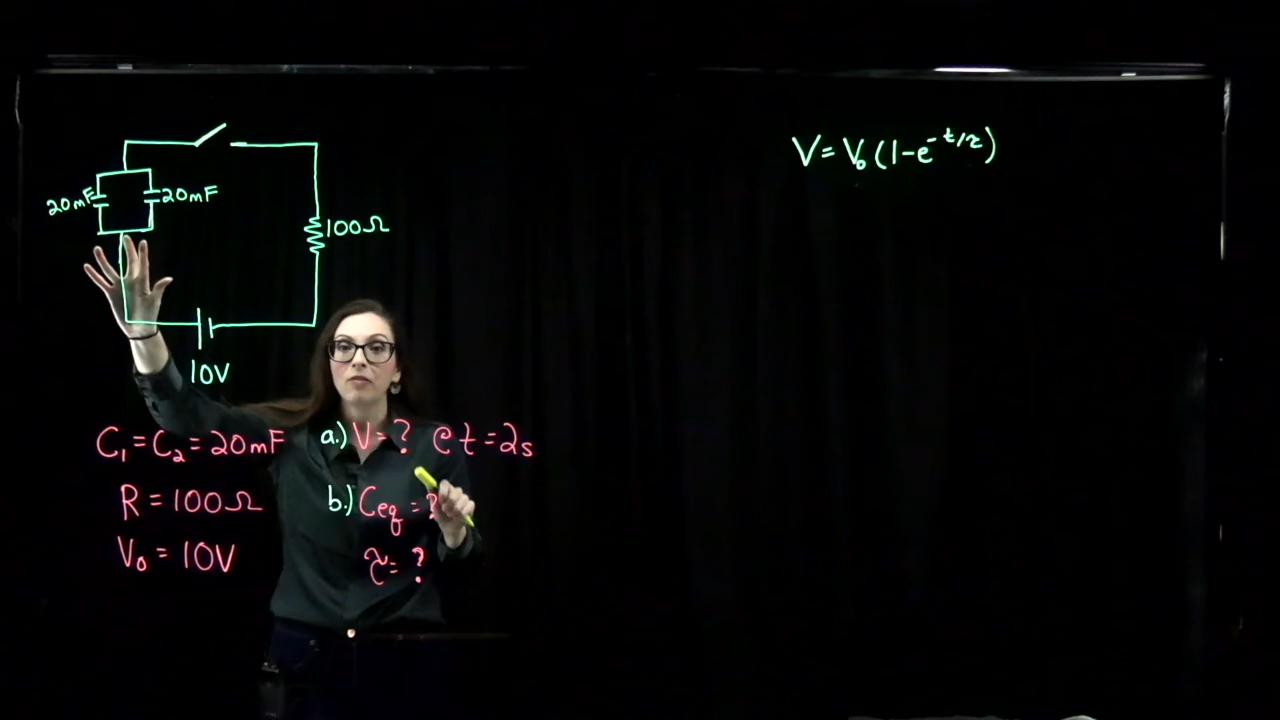 V = V₀ (1-e^-t/τ)
20mF
20mF
100Ω
10V
C₁ = C₂ = 20mF
R = 100Ω
V₀ = 10V
a.) V = ? @ t = 2s
b.) Ceq = ?
τ = ?